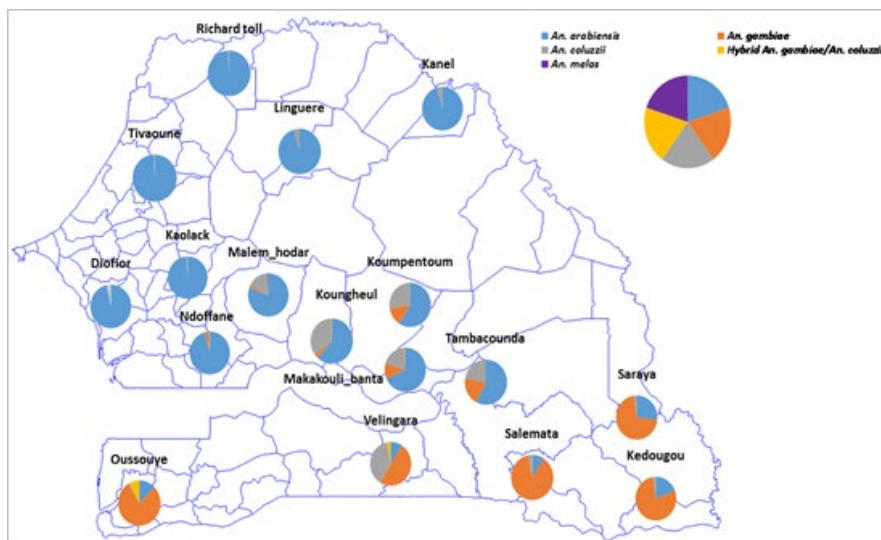 Richard toll
An. arabiensis
An. gambiae
An. coluzzii
Hybrid An. gambiae/An. coluzzii
An. melas
Kanel
Linguere
Tivaoune
Kaolack
Malem_hodar
Diofior
Koumpentoum
Koungheul
Ndoffane
Tambacounda
Makakouli_banta
Saraya
Velingara
Salemata
Oussouye
Kedougou